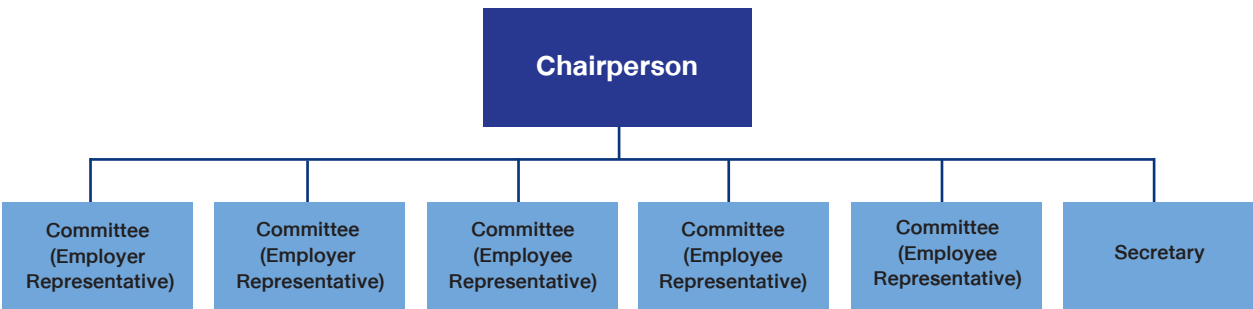 Chairperson
Committee
(Employer
Representative)
Committee
(Employer
Representative)
Committee
(Employee
Representative)
Committee
(Employee
Representative)
Committee
(Employee
Representative)
Secretary